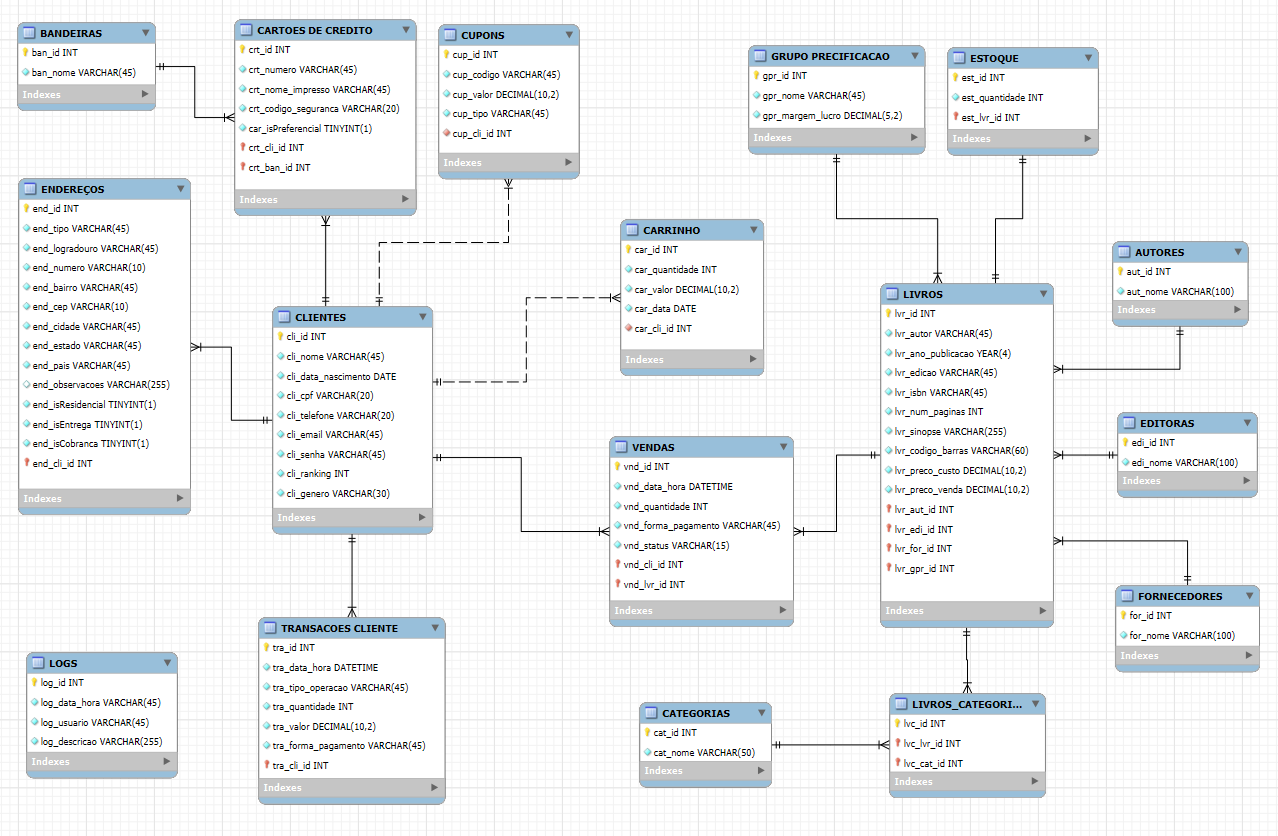 BANDEIRAS
ban_id INT
ban_nome VARCHAR(45)
Indexes
CARTOES DE CREDITO
crt_id INT
crt_numero VARCHAR(45)
crt_nome_impresso VARCHAR(45)
crt_codigo_seguranca VARCHAR(20)
car_isPreferencial TINYINT(1)
crt_cli_id INT
crt_ban_id INT
Indexes
CUPONS
cup_id INT
cup_codigo VARCHAR(45)
cup_valor DECIMAL(10,2)
cup_tipo VARCHAR(45)
cup_cli_id INT
Indexes
GRUPO PRECIFICACAO
gpr_id INT
gpr_nome VARCHAR(45)
gpr_margem_lucro DECIMAL(5,2)
Indexes
ESTOQUE
est_id INT
est_quantidade INT
est_lvr_id INT
Indexes
ENDEREÇOS
end_id INT
end_tipo VARCHAR(45)
end_logradouro VARCHAR(45)
end_numero VARCHAR(10)
end_bairro VARCHAR(45)
end_cep VARCHAR(10)
end_cidade VARCHAR(45)
end_estado VARCHAR(45)
end_pais VARCHAR(45)
end_observacoes VARCHAR(255)
end_isResidencial TINYINT(1)
end_isEntrega TINYINT(1)
end_isCobranca TINYINT(1)
end_cli_id INT
Indexes
CARRINHO
car_id INT
car_quantidade INT
car_valor DECIMAL(10,2)
car_data DATE
car_cli_id INT
Indexes
AUTORES
aut_id INT
aut_nome VARCHAR(100)
Indexes
CLIENTES
cli_id INT
cli_nome VARCHAR(45)
cli_data_nascimento DATE
cli_cpf VARCHAR(20)
cli_telefone VARCHAR(20)
cli_email VARCHAR(45)
cli_senha VARCHAR(45)
cli_ranking INT
cli_genero VARCHAR(30)
Indexes
LIVROS
lvr_id INT
lvr_autor VARCHAR(45)
lvr_ano_publicacao YEAR(4)
lvr_edicao VARCHAR(45)
lvr_isbn VARCHAR(45)
lvr_num_paginas INT
lvr_sinopse VARCHAR(255)
lvr_codigo_barras VARCHAR(60)
lvr_preco_custo DECIMAL(10,2)
lvr_preco_venda DECIMAL(10,2)
lvr_aut_id INT
lvr_edi_id INT
lvr_for_id INT
lvr_gpr_id INT
Indexes
EDITORAS
edi_id INT
edi_nome VARCHAR(100)
Indexes
VENDAS
vnd_id INT
vnd_data_hora DATETIME
vnd_quantidade INT
vnd_forma_pagamento VARCHAR(45)
vnd_status VARCHAR(15)
vnd_cli_id INT
vnd_lvr_id INT
Indexes
FORNECEDORES
for_id INT
for_nome VARCHAR(100)
Indexes
TRANSACOES CLIENTE
tra_id INT
tra_data_hora DATETIME
tra_tipo_operacao VARCHAR(45)
tra_quantidade INT
tra_valor DECIMAL(10,2)
tra_forma_pagamento VARCHAR(45)
tra_cli_id INT
Indexes
LOGS
log_id INT
log_data_hora VARCHAR(45)
log_usuario VARCHAR(45)
log_descricao VARCHAR(255)
Indexes
CATEGORIAS
cat_id INT
cat_nome VARCHAR(50)
Indexes
LIVROS_CATEGORI...
lvc_id INT
lvc_lvr_id INT
lvc_cat_id INT
Indexes